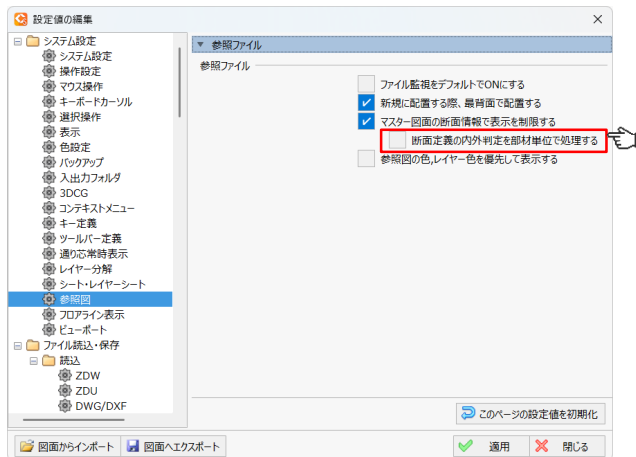 設定値の編集
システム設定
システム設定
操作設定
マウス操作
キーボードカーソル
選択操作
表示
色設定
バックアップ
入出力フォルダ
3DCG
コンテキストメニュー
キー定義
ツールバー定義
通り芯常時表示
レイヤー分解
シート・レイヤーシート
参照図
フロアライン表示
ビューポート
ファイル読込・保存
読込
ZDW
ZDU
DWG/DXF
参照ファイル
参照ファイル
ファイル監視をデフォルトでONにする
新規に配置する際、最背面で配置する
マスター図面の断面情報で表示を制限する
断面定義の内外判定を部材単位で処理する
参照図の色,レイヤー色を優先して表示する
このページの設定値を初期化
図面からインポート
図面へエクスポート
適用
閉じる